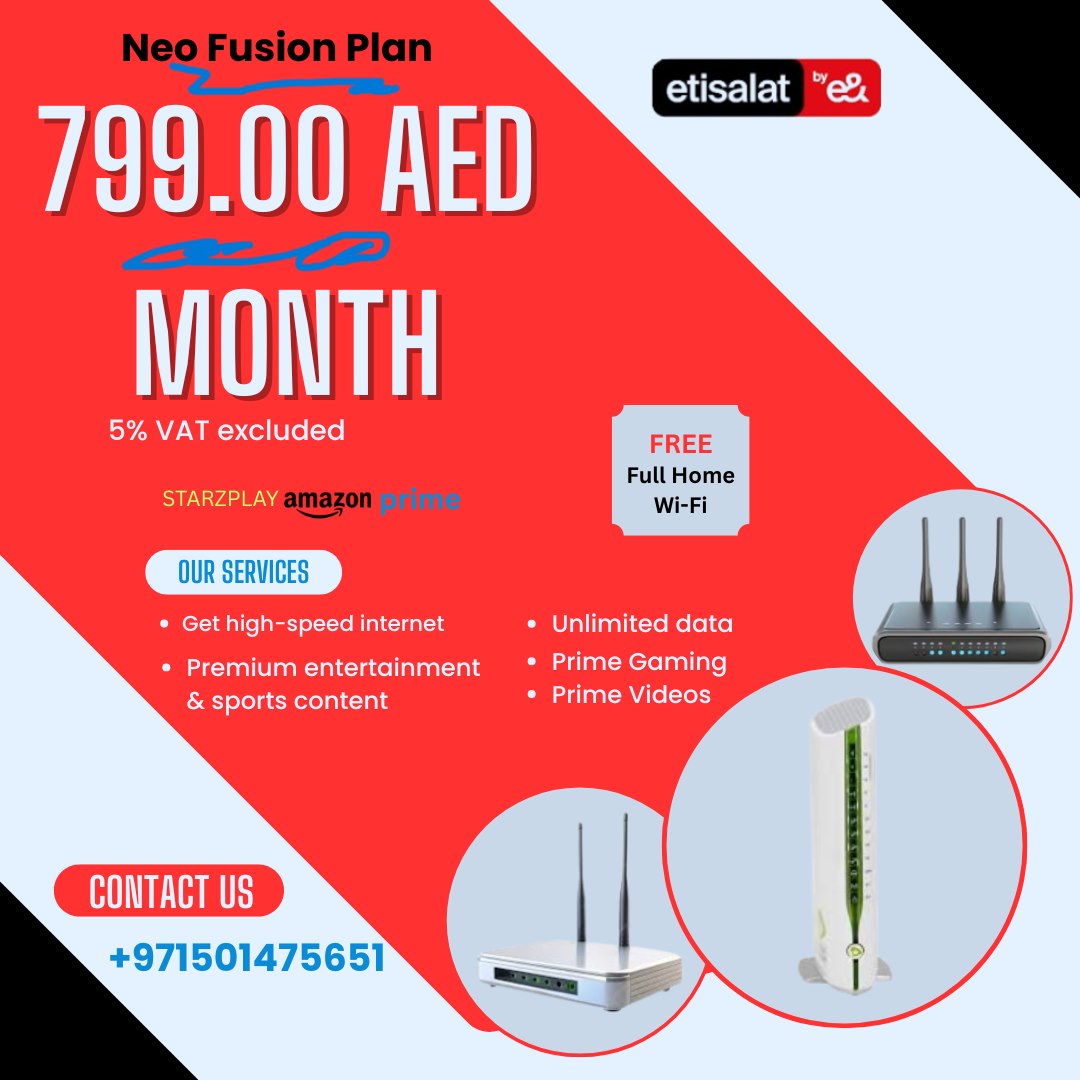 Neo Fusion Plan
etisalat by e&
799.00 AED
MONTH
5% VAT excluded
FREE
Full Home
Wi-Fi
STARZPLAY amazon prime
OUR SERVICES
• Get high-speed internet
• Premium entertainment
& sports content
• Unlimited data
• Prime Gaming
• Prime Videos
CONTACT US
+971501475651